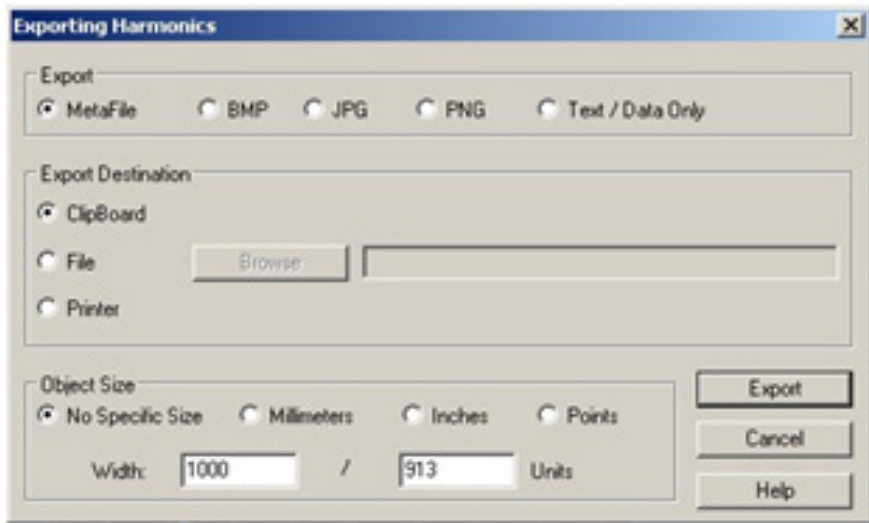 Exporting Harmonics
Export
MetaFile BMP JPG PNG Text / Data Only
Export Destination
ClipBoard
File Browse
Printer
Object Size
No Specific Size Millimeters Inches Points
Width: 1000 / 913 Units
Export
Cancel
Help